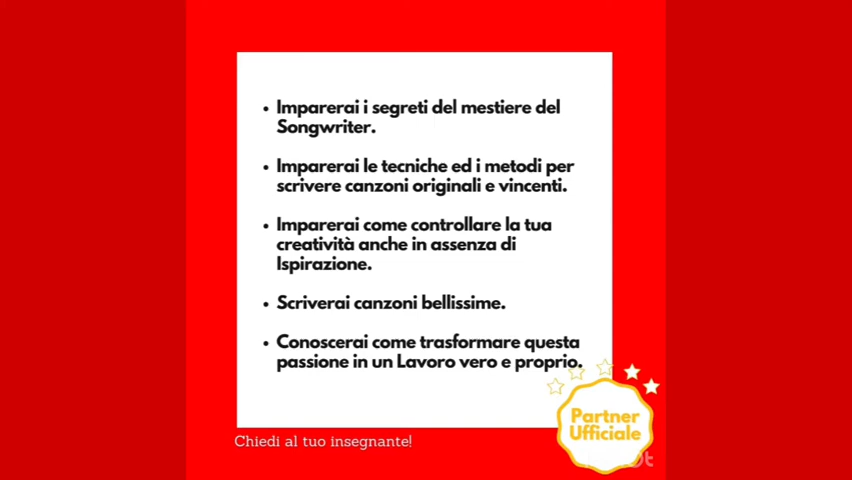 • Imparerai i segreti del mestiere del
Songwriter.
• Imparerai le tecniche ed i metodi per
scrivere canzoni originali e vincenti.
• Imparerai come controllare la tua
creatività anche in assenza di
Ispirazione.
• Scriverai canzoni bellissime.
• Conoscerai come trasformare questa
passione in un Lavoro vero e proprio.
Partner
Ufficiale
Chiedi al tuo insegnante!